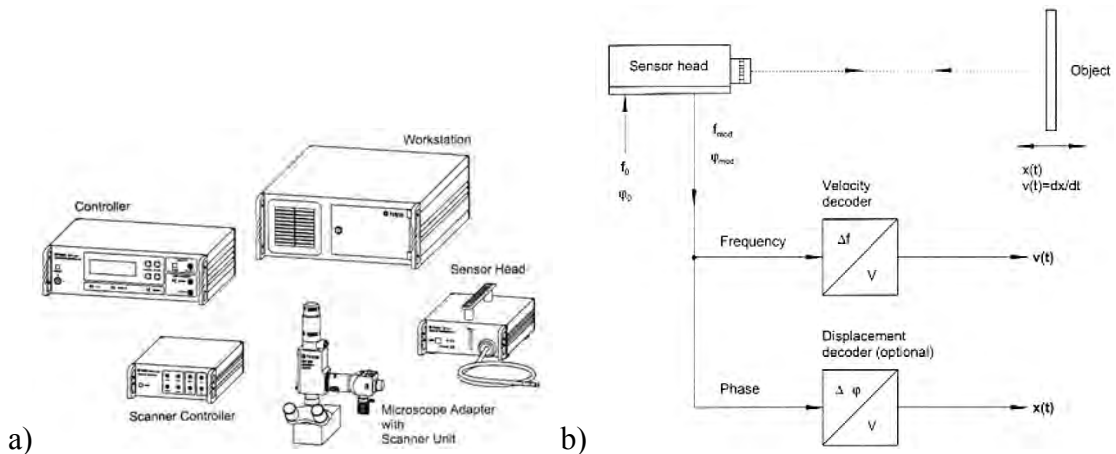 Workstation
Controller
Sensor Head
Scanner Controller
Microscope Adapter
with
Scanner Unit
a)
Sensor head
Object
f₀
φ₀
fmod
φmod
x(t)
v(t)=dx/dt
Velocity
decoder
Frequency
Δf
V
v(t)
Displacement
decoder (optional)
Phase
Δ φ
V
x(t)
b)